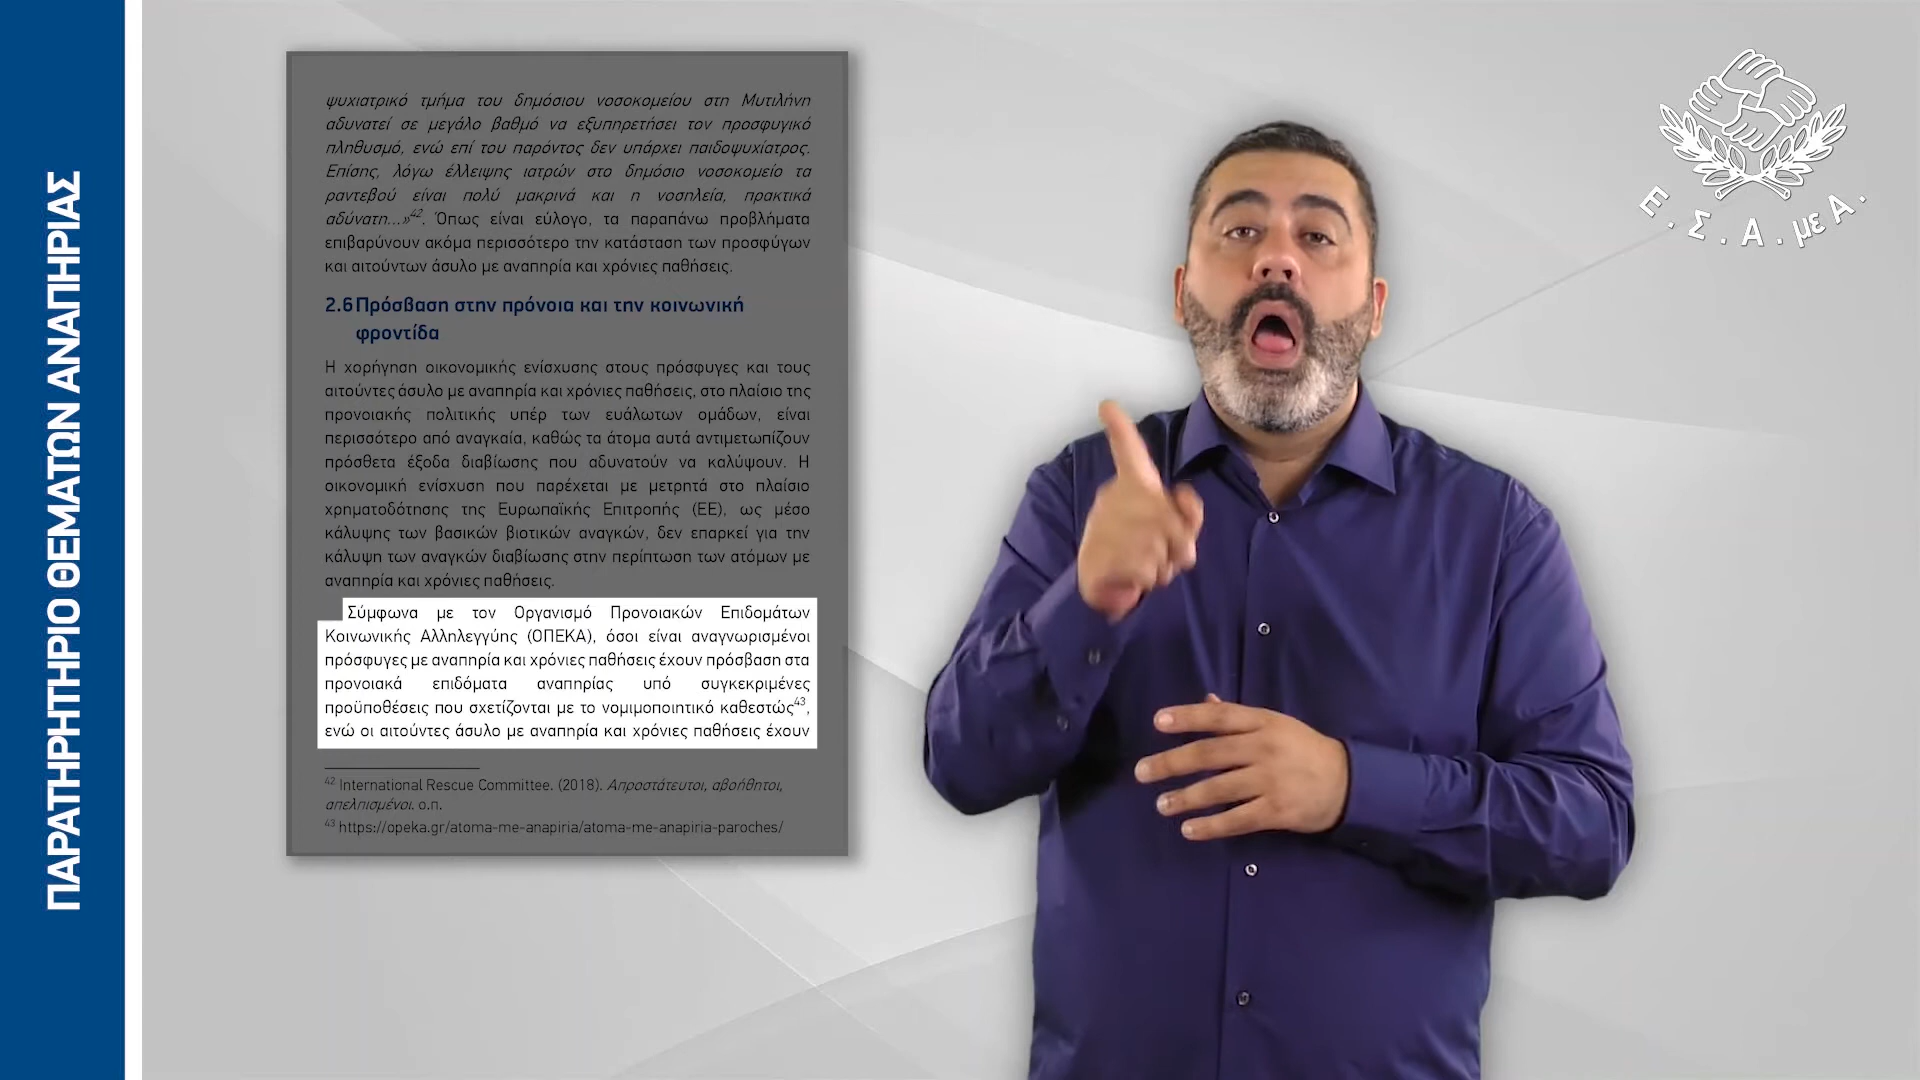 ΠΑΡΑΤΗΡΗΤΗΡΙΟ ΘΕΜΑΤΩΝ ΑΝΑΠΗΡΙΑΣ
ψυχιατρικό τμήμα του δημόσιου νοσοκομείου στη Μυτιλήνη
αδυνατεί σε μεγάλο βαθμό να εξυπηρετήσει τον προσφυγικό
πληθυσμό, ενώ επί του παρόντος δεν υπάρχει παιδοψυχίατρος.
Επίσης, λόγω έλλειψης ιατρών στο δημόσιο νοσοκομείο τα
ραντεβού είναι πολύ μακρινά και η νοσηλεία, πρακτικά
αδύνατη...»42. Όπως είναι εύλογο, τα παραπάνω προβλήματα
επιβαρύνουν ακόμα περισσότερο την κατάσταση των προσφύγων
και αιτούντων άσυλο με αναπηρία και χρόνιες παθήσεις.
2.6 Πρόσβαση στην πρόνοια και την κοινωνική
φροντίδα
Η χορήγηση οικονομικής ενίσχυσης στους πρόσφυγες και τους
αιτούντες άσυλο με αναπηρία και χρόνιες παθήσεις, στο πλαίσιο της
προνοιακής πολιτικής υπέρ των ευάλωτων ομάδων, είναι
περισσότερο από αναγκαία, καθώς τα άτομα αυτά αντιμετωπίζουν
πρόσθετα έξοδα διαβίωσης που αδυνατούν να καλύψουν. Η
οικονομική ενίσχυση που παρέχεται με μετρητά στο πλαίσιο
χρηματοδότησης της Ευρωπαϊκής Επιτροπής (ΕΕ), ως μέσο
κάλυψης των βασικών βιοτικών αναγκών, δεν επαρκεί για την
κάλυψη των αναγκών διαβίωσης στην περίπτωση των ατόμων με
αναπηρία και χρόνιες παθήσεις.
Σύμφωνα με τον Οργανισμό Προνοιακών Επιδομάτων
Κοινωνικής Αλληλεγγύης (ΟΠΕΚΑ), όσοι είναι αναγνωρισμένοι
πρόσφυγες με αναπηρία και χρόνιες παθήσεις έχουν πρόσβαση στα
προνοιακά επιδόματα αναπηρίας υπό συγκεκριμένες
προϋποθέσεις που σχετίζονται με το νομιμοποιητικό καθεστώς43,
ενώ οι αιτούντες άσυλο με αναπηρία και χρόνιες παθήσεις έχουν
42 International Rescue Committee. (2018). Απροστάτευτοι, αβοήθητοι,
απελπισμένοι. ο.π.
43 https://opeka.gr/atoma-me-anapiria/atoma-me-anapiria-paroches/
Ε.Σ.Α.μεΑ.